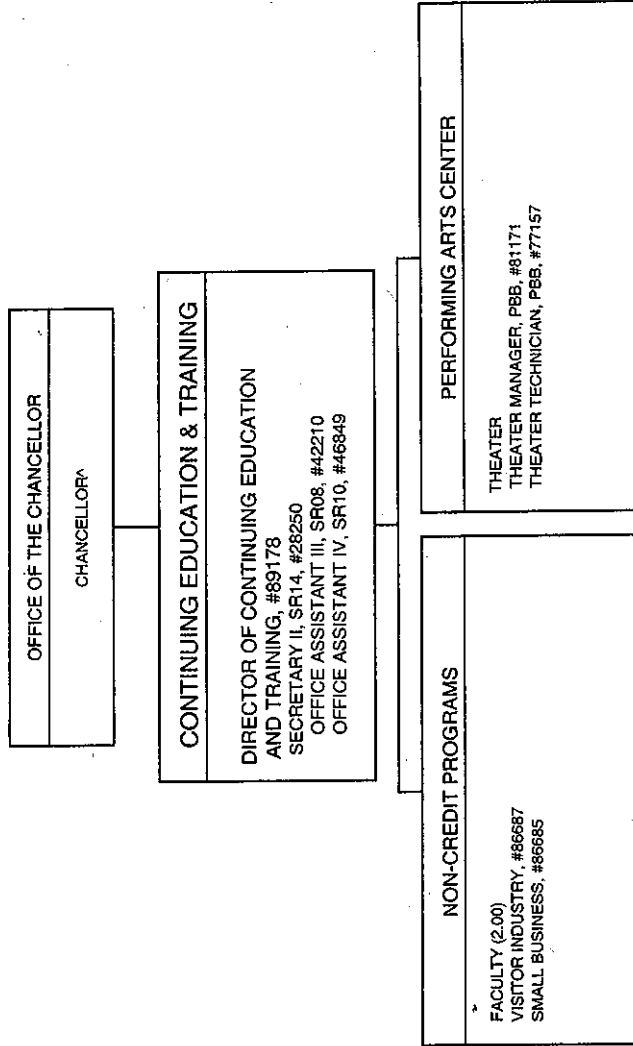 OFFICE OF THE CHANCELLOR
CHANCELLOR^
CONTINUING EDUCATION & TRAINING
DIRECTOR OF CONTINUING EDUCATION
AND TRAINING, #89178
SECRETARY II, SR14, #28250
OFFICE ASSISTANT III, SR08, #42210
OFFICE ASSISTANT IV, SR10, #46849
NON-CREDIT PROGRAMS
FACULTY (2.00)
VISITOR INDUSTRY, #86687
SMALL BUSINESS, #86685
PERFORMING ARTS CENTER
THEATER
THEATER MANAGER, PBB, #81171
THEATER TECHNICIAN, PBB, #77157